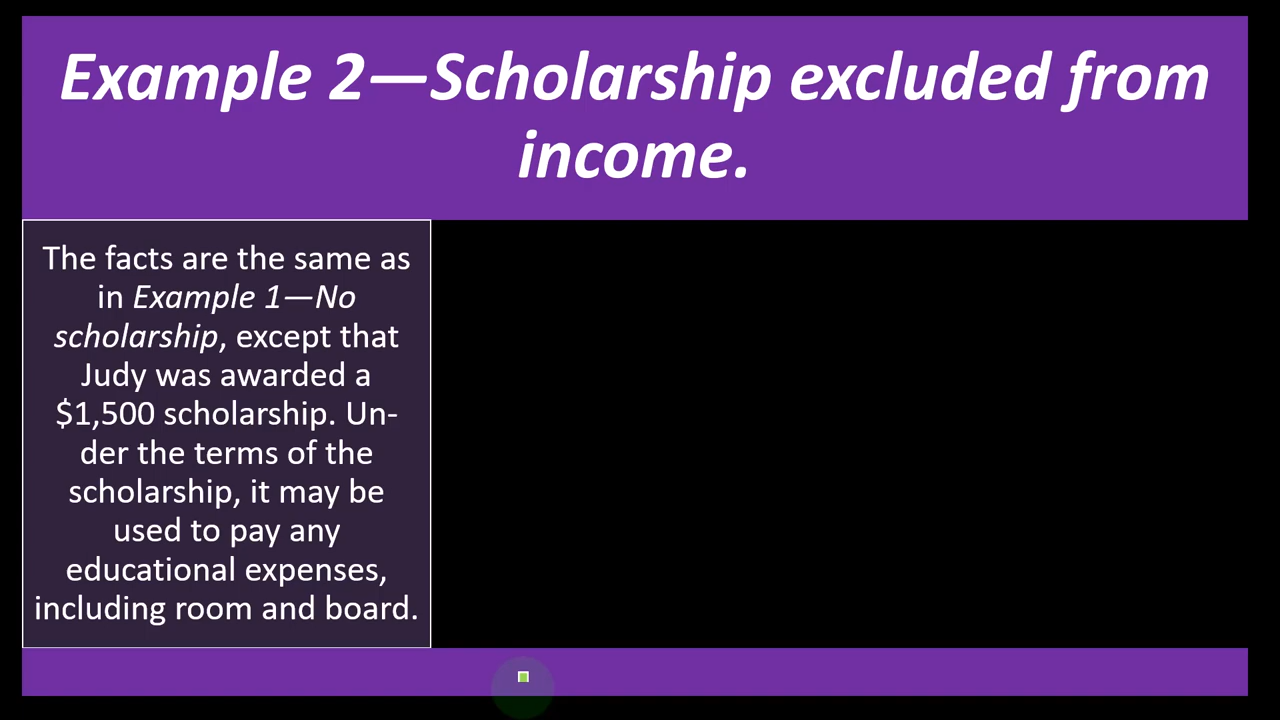 Example 2—Scholarship excluded from
income.
The facts are the same as
in Example 1—No
scholarship, except that
Judy was awarded a
$1,500 scholarship. Un-
der the terms of the
scholarship, it may be
used to pay any
educational expenses,
including room and board.